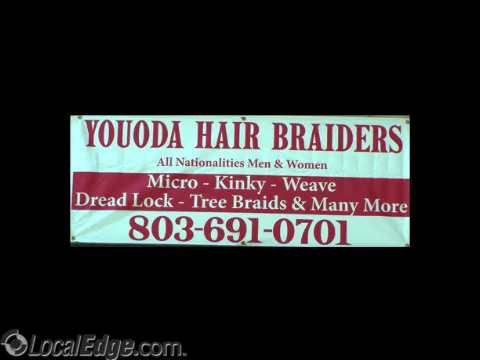 YOUODA HAIR BRAIDERS
All Nationalities Men & Women
Micro - Kinky - Weave
Dread Lock - Tree Braids & Many More
803-691-0701
LocalEdge.com